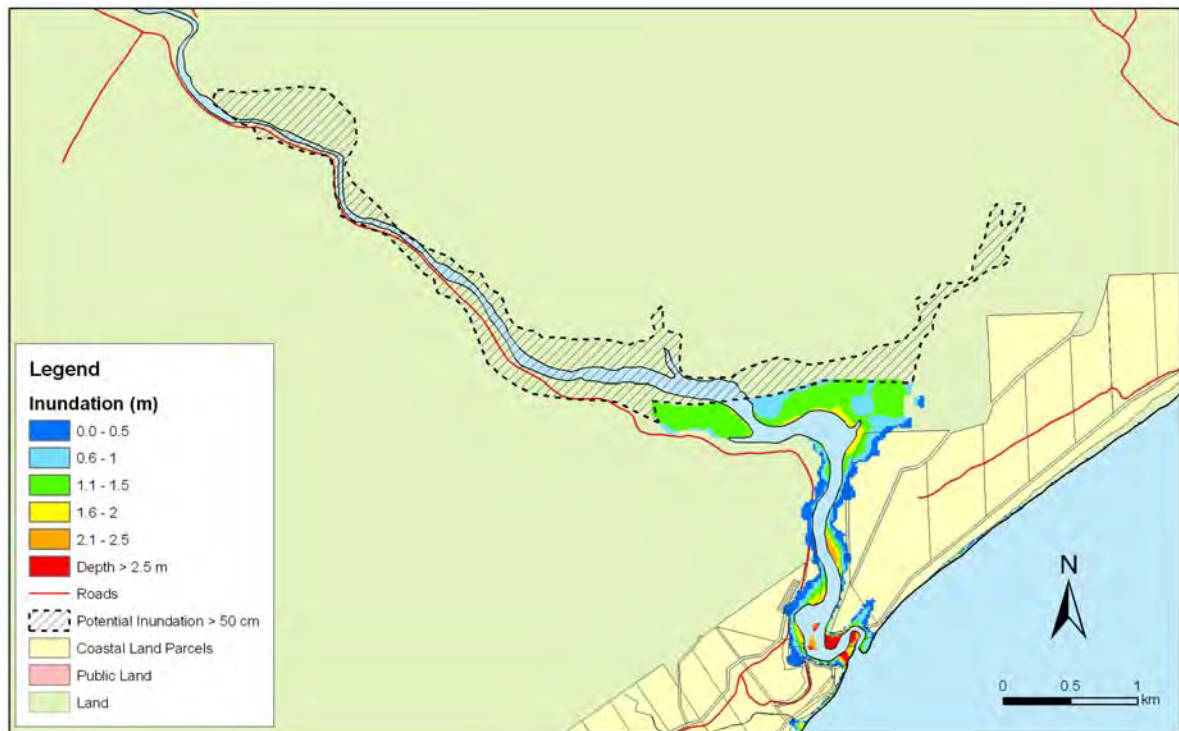 Legend
Inundation (m)
0.0 - 0.5
0.6 - 1
1.1 - 1.5
1.6 - 2
2.1 - 2.5
Depth > 2.5 m
Roads
Potential Inundation > 50 cm
Coastal Land Parcels
Public Land
Land
N
0 0.5 1
km